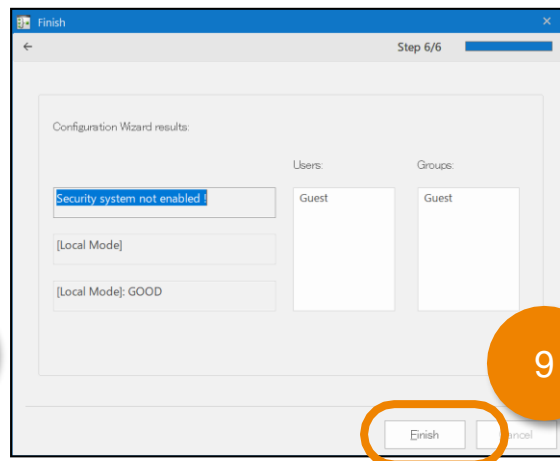 Finish
Step 6/6
Configuration Wizard results:
Users:
Groups:
Security system not enabled !
Guest
Guest
[Local Mode]
[Local Mode]: GOOD
9
Finish
ancel